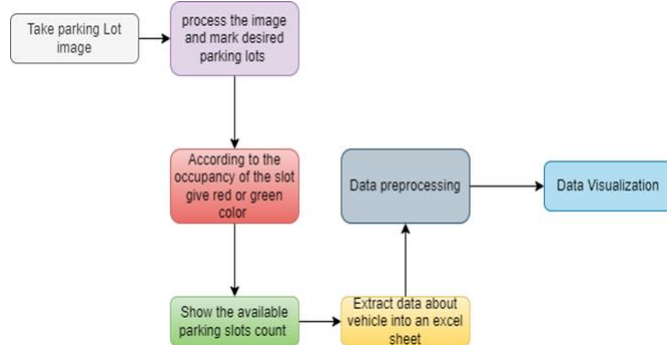 Take parking Lot
image
process the image
and mark desired
parking lots
According to the
occupancy of the slot
give red or green
color
Show the available
parking slots count
Extract data about
vehicle into an excel
sheet
Data preprocessing
Data Visualization